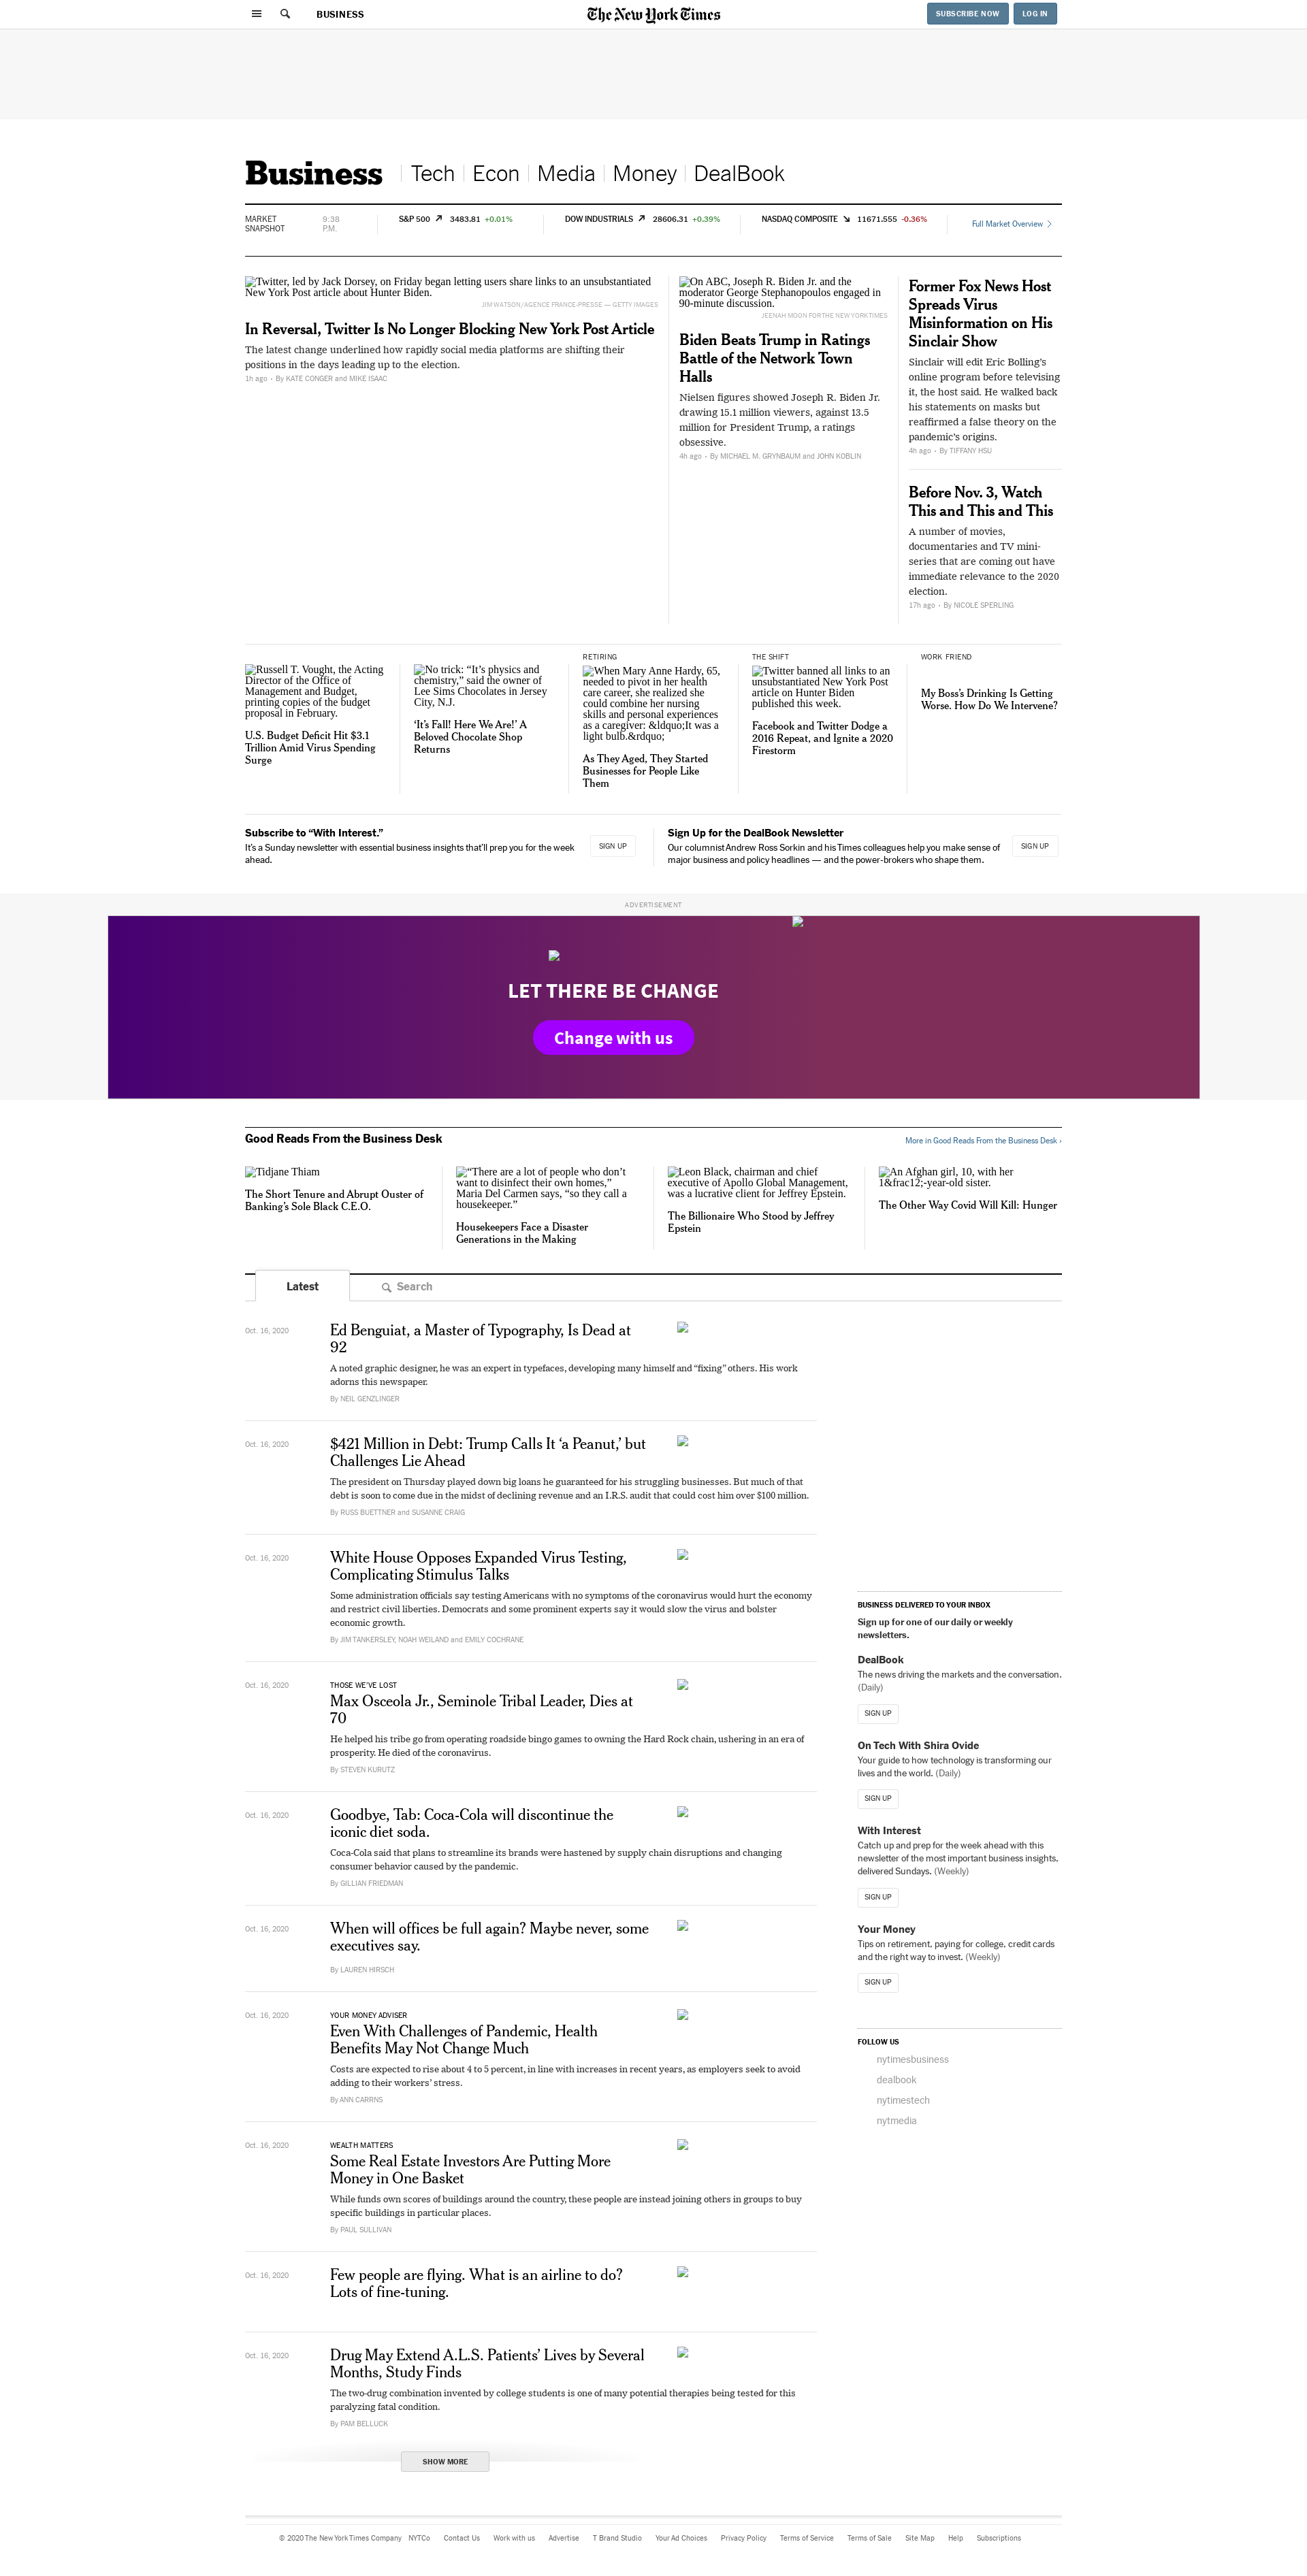 BUSINESS
The New York Times
SUBSCRIBE NOW
LOG IN
Business
Tech
Econ
Media
Money
DealBook
MARKET
SNAPSHOT
9:38
P.M.
S&P 500 3483.81 +0.01%
DOW INDUSTRIALS 28606.31 +0.39%
NASDAQ COMPOSITE 11671.555 -0.36%
Full Market Overview
Twitter, led by Jack Dorsey, on Friday began letting users share links to an unsubstantiated
New York Post article about Hunter Biden.
JIM WATSON/AGENCE FRANCE-PRESSE — GETTY IMAGES
In Reversal, Twitter Is No Longer Blocking New York Post Article
The latest change underlined how rapidly social media platforms are shifting their
positions in the days leading up to the election.
1h ago • By KATE CONGER and MIKE ISAAC
On ABC, Joseph R. Biden Jr. and the
moderator George Stephanopoulos engaged in
90-minute discussion.
JEENAH MOON FOR THE NEW YORK TIMES
Biden Beats Trump in Ratings
Battle of the Network Town
Halls
Nielsen figures showed Joseph R. Biden Jr.
drawing 15.1 million viewers, against 13.5
million for President Trump, a ratings
obsessive.
4h ago • By MICHAEL M. GRYNBAUM and JOHN KOBLIN
Former Fox News Host
Spreads Virus
Misinformation on His
Sinclair Show
Sinclair will edit Eric Bolling's
online program before televising
it, the host said. He walked back
his statements on masks but
reaffirmed a false theory on the
pandemic's origins.
4h ago • By TIFFANY HSU
Before Nov. 3, Watch
This and This and This
A number of movies,
documentaries and TV mini-
series that are coming out have
immediate relevance to the 2020
election.
17h ago • By NICOLE SPERLING
Russell T. Vought, the Acting
Director of the Office of
Management and Budget,
printing copies of the budget
proposal in February.
U.S. Budget Deficit Hit $3.1
Trillion Amid Virus Spending
Surge
No trick: “It’s physics and
chemistry,” said the owner of
Lee Sims Chocolates in Jersey
City, N.J.
‘It’s Fall! Here We Are!’ A
Beloved Chocolate Shop
Returns
RETIRING
When Mary Anne Hardy, 65,
needed to pivot in her health
care career, she realized she
could combine her nursing
skills and personal experiences
as a caregiver: &ldquo;It was a
light bulb.&rdquo;
As They Aged, They Started
Businesses for People Like
Them
THE SHIFT
Twitter banned all links to an
unsubstantiated New York Post
article on Hunter Biden
published this week.
Facebook and Twitter Dodge a
2016 Repeat, and Ignite a 2020
Firestorm
WORK FRIEND
My Boss’s Drinking Is Getting
Worse. How Do We Intervene?
Subscribe to “With Interest.”
It’s a Sunday newsletter with essential business insights that’ll prep you for the week
ahead.
SIGN UP
Sign Up for the DealBook Newsletter
Our columnist Andrew Ross Sorkin and his Times colleagues help you make sense of
major business and policy headlines — and the power-brokers who shape them.
SIGN UP
ADVERTISEMENT
LET THERE BE CHANGE
Change with us
Good Reads From the Business Desk
More in Good Reads From the Business Desk ›
Tidjane Thiam
The Short Tenure and Abrupt Ouster of
Banking’s Sole Black C.E.O.
“There are a lot of people who don’t
want to disinfect their own homes,”
Maria Del Carmen says, “so they call a
housekeeper.”
Housekeepers Face a Disaster
Generations in the Making
Leon Black, chairman and chief
executive of Apollo Global Management,
was a lucrative client for Jeffrey Epstein.
The Billionaire Who Stood by Jeffrey
Epstein
An Afghan girl, 10, with her
1&frac12;-year-old sister.
The Other Way Covid Will Kill: Hunger
Latest
Search
Oct. 16, 2020
Ed Benguiat, a Master of Typography, Is Dead at
92
A noted graphic designer, he was an expert in typefaces, developing many himself and “fixing” others. His work
adorns this newspaper.
By NEIL GENZLINGER
Oct. 16, 2020
$421 Million in Debt: Trump Calls It ‘a Peanut,’ but
Challenges Lie Ahead
The president on Thursday played down big loans he guaranteed for his struggling businesses. But much of that
debt is soon to come due in the midst of declining revenue and an I.R.S. audit that could cost him over $100 million.
By RUSS BUETTNER and SUSANNE CRAIG
Oct. 16, 2020
White House Opposes Expanded Virus Testing,
Complicating Stimulus Talks
Some administration officials say testing Americans with no symptoms of the coronavirus would hurt the economy
and restrict civil liberties. Democrats and some prominent experts say it would slow the virus and bolster
economic growth.
By JIM TANKERSLEY, NOAH WEILAND and EMILY COCHRANE
Oct. 16, 2020
THOSE WE’VE LOST
Max Osceola Jr., Seminole Tribal Leader, Dies at
70
He helped his tribe go from operating roadside bingo games to owning the Hard Rock chain, ushering in an era of
prosperity. He died of the coronavirus.
By STEVEN KURUTZ
Oct. 16, 2020
Goodbye, Tab: Coca-Cola will discontinue the
iconic diet soda.
Coca-Cola said that plans to streamline its brands were hastened by supply chain disruptions and changing
consumer behavior caused by the pandemic.
By GILLIAN FRIEDMAN
Oct. 16, 2020
When will offices be full again? Maybe never, some
executives say.
By LAUREN HIRSCH
Oct. 16, 2020
YOUR MONEY ADVISER
Even With Challenges of Pandemic, Health
Benefits May Not Change Much
Costs are expected to rise about 4 to 5 percent, in line with increases in recent years, as employers seek to avoid
adding to their workers’ stress.
By ANN CARRNS
Oct. 16, 2020
WEALTH MATTERS
Some Real Estate Investors Are Putting More
Money in One Basket
While funds own scores of buildings around the country, these people are instead joining others in groups to buy
specific buildings in particular places.
By PAUL SULLIVAN
Oct. 16, 2020
Few people are flying. What is an airline to do?
Lots of fine-tuning.
Oct. 16, 2020
Drug May Extend A.L.S. Patients’ Lives by Several
Months, Study Finds
The two-drug combination invented by college students is one of many potential therapies being tested for this
paralyzing fatal condition.
By PAM BELLUCK
SHOW MORE
BUSINESS DELIVERED TO YOUR INBOX
Sign up for one of our daily or weekly
newsletters.
DealBook
The news driving the markets and the conversation.
(Daily)
SIGN UP
On Tech With Shira Ovide
Your guide to how technology is transforming our
lives and the world. (Daily)
SIGN UP
With Interest
Catch up and prep for the week ahead with this
newsletter of the most important business insights,
delivered Sundays. (Weekly)
SIGN UP
Your Money
Tips on retirement, paying for college, credit cards
and the right way to invest. (Weekly)
SIGN UP
FOLLOW US
nytimesbusiness
dealbook
nytimestech
nytmedia
© 2020 The New York Times Company NYTCo Contact Us Work with us Advertise T Brand Studio Your Ad Choices Privacy Policy Terms of Service Terms of Sale Site Map Help Subscriptions